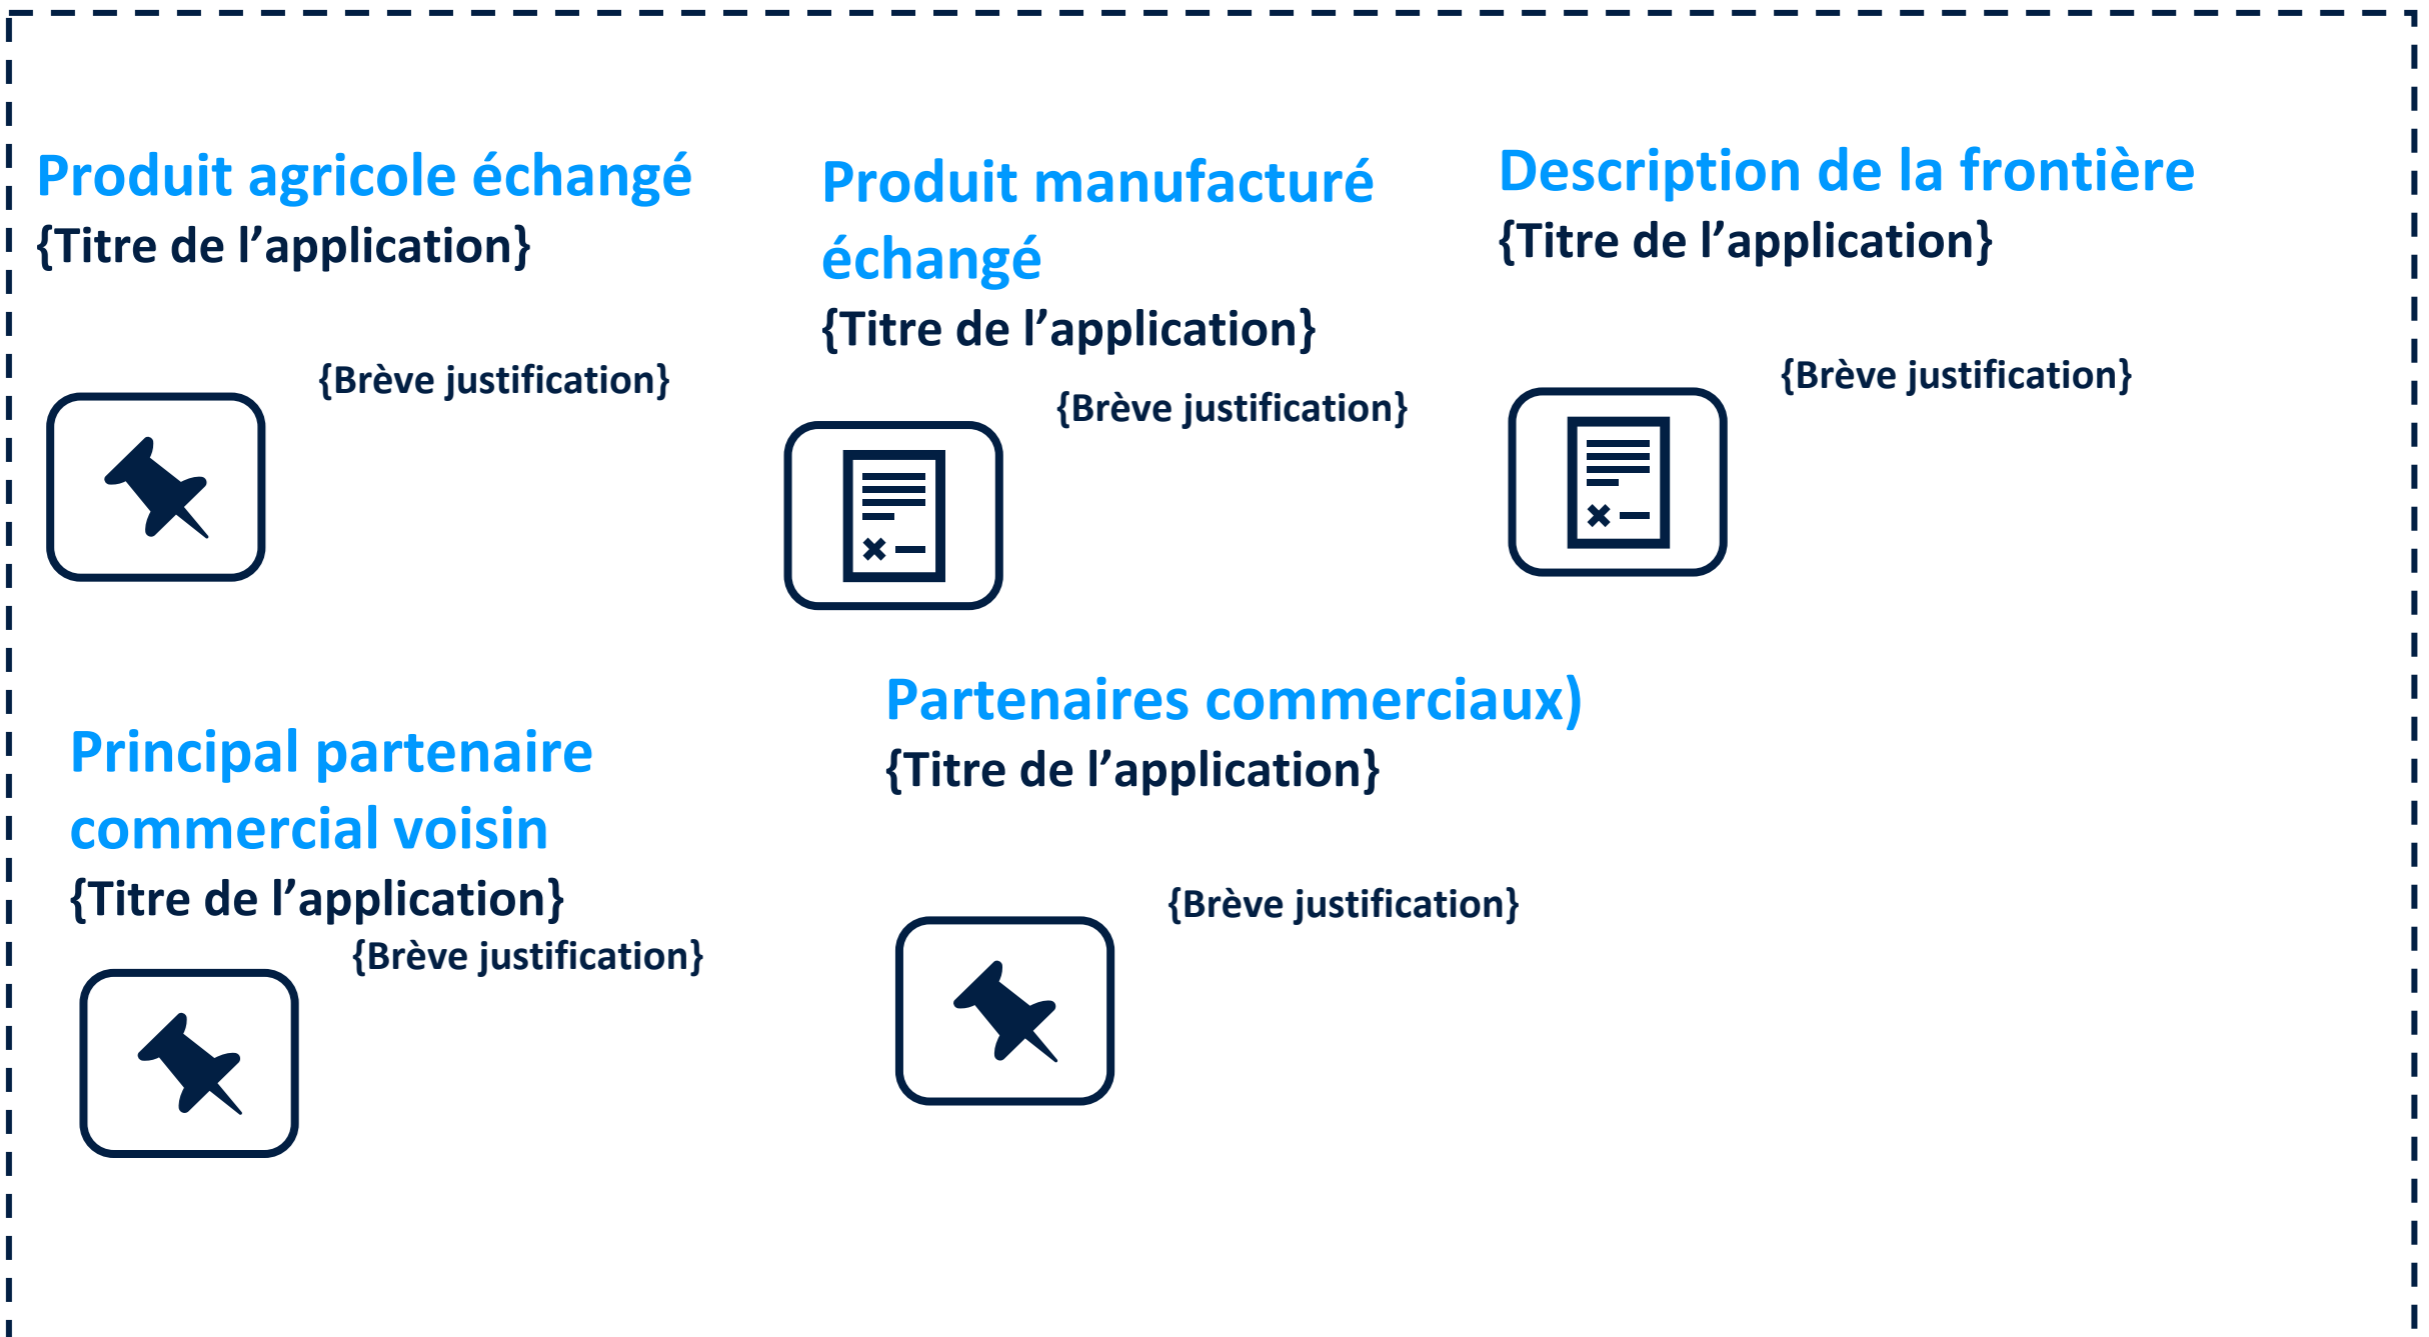 Produit agricole échangé
{Titre de l’application}
{Brève justification}
Produit manufacturé
échangé
{Titre de l’application}
{Brève justification}
Description de la frontière
{Titre de l’application}
{Brève justification}
Principal partenaire
commercial voisin
{Titre de l’application}
{Brève justification}
Partenaires commerciaux)
{Titre de l’application}
{Brève justification}